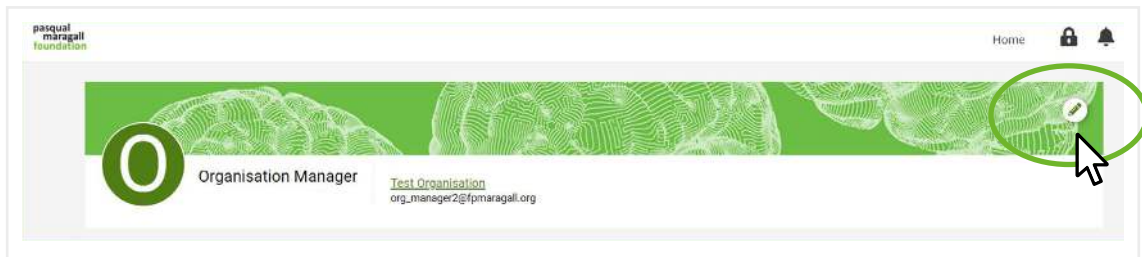 pasqual
maragall
foundation
Home
O
Organisation Manager
Test Organisation
org_manager2@fpmaragall.org